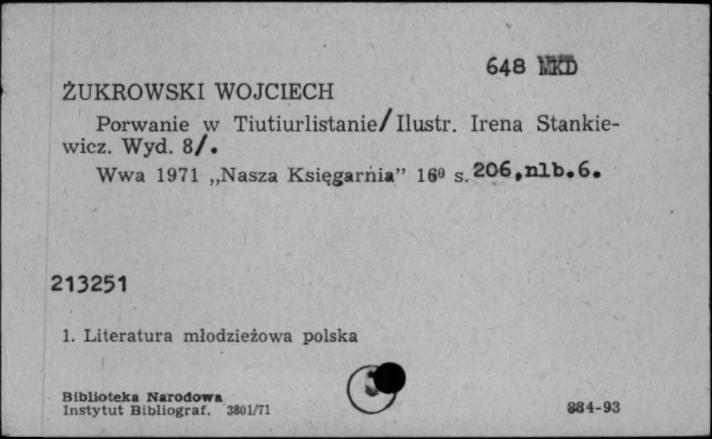 648 MKD
ŻUKROWSKI WOJCIECH
Porwanie w Tiutiurlistanie/Ilustr. Irena Stankie-
wicz. Wyd. 8/.
Wwa 1971 „Nasza Księgarnia” 16⁰ s. 206,nlb.6.
213251
1. Literatura młodzieżowa polska
Biblioteka Narodowa
Instytut Bibliograf. 3801/71
884-93